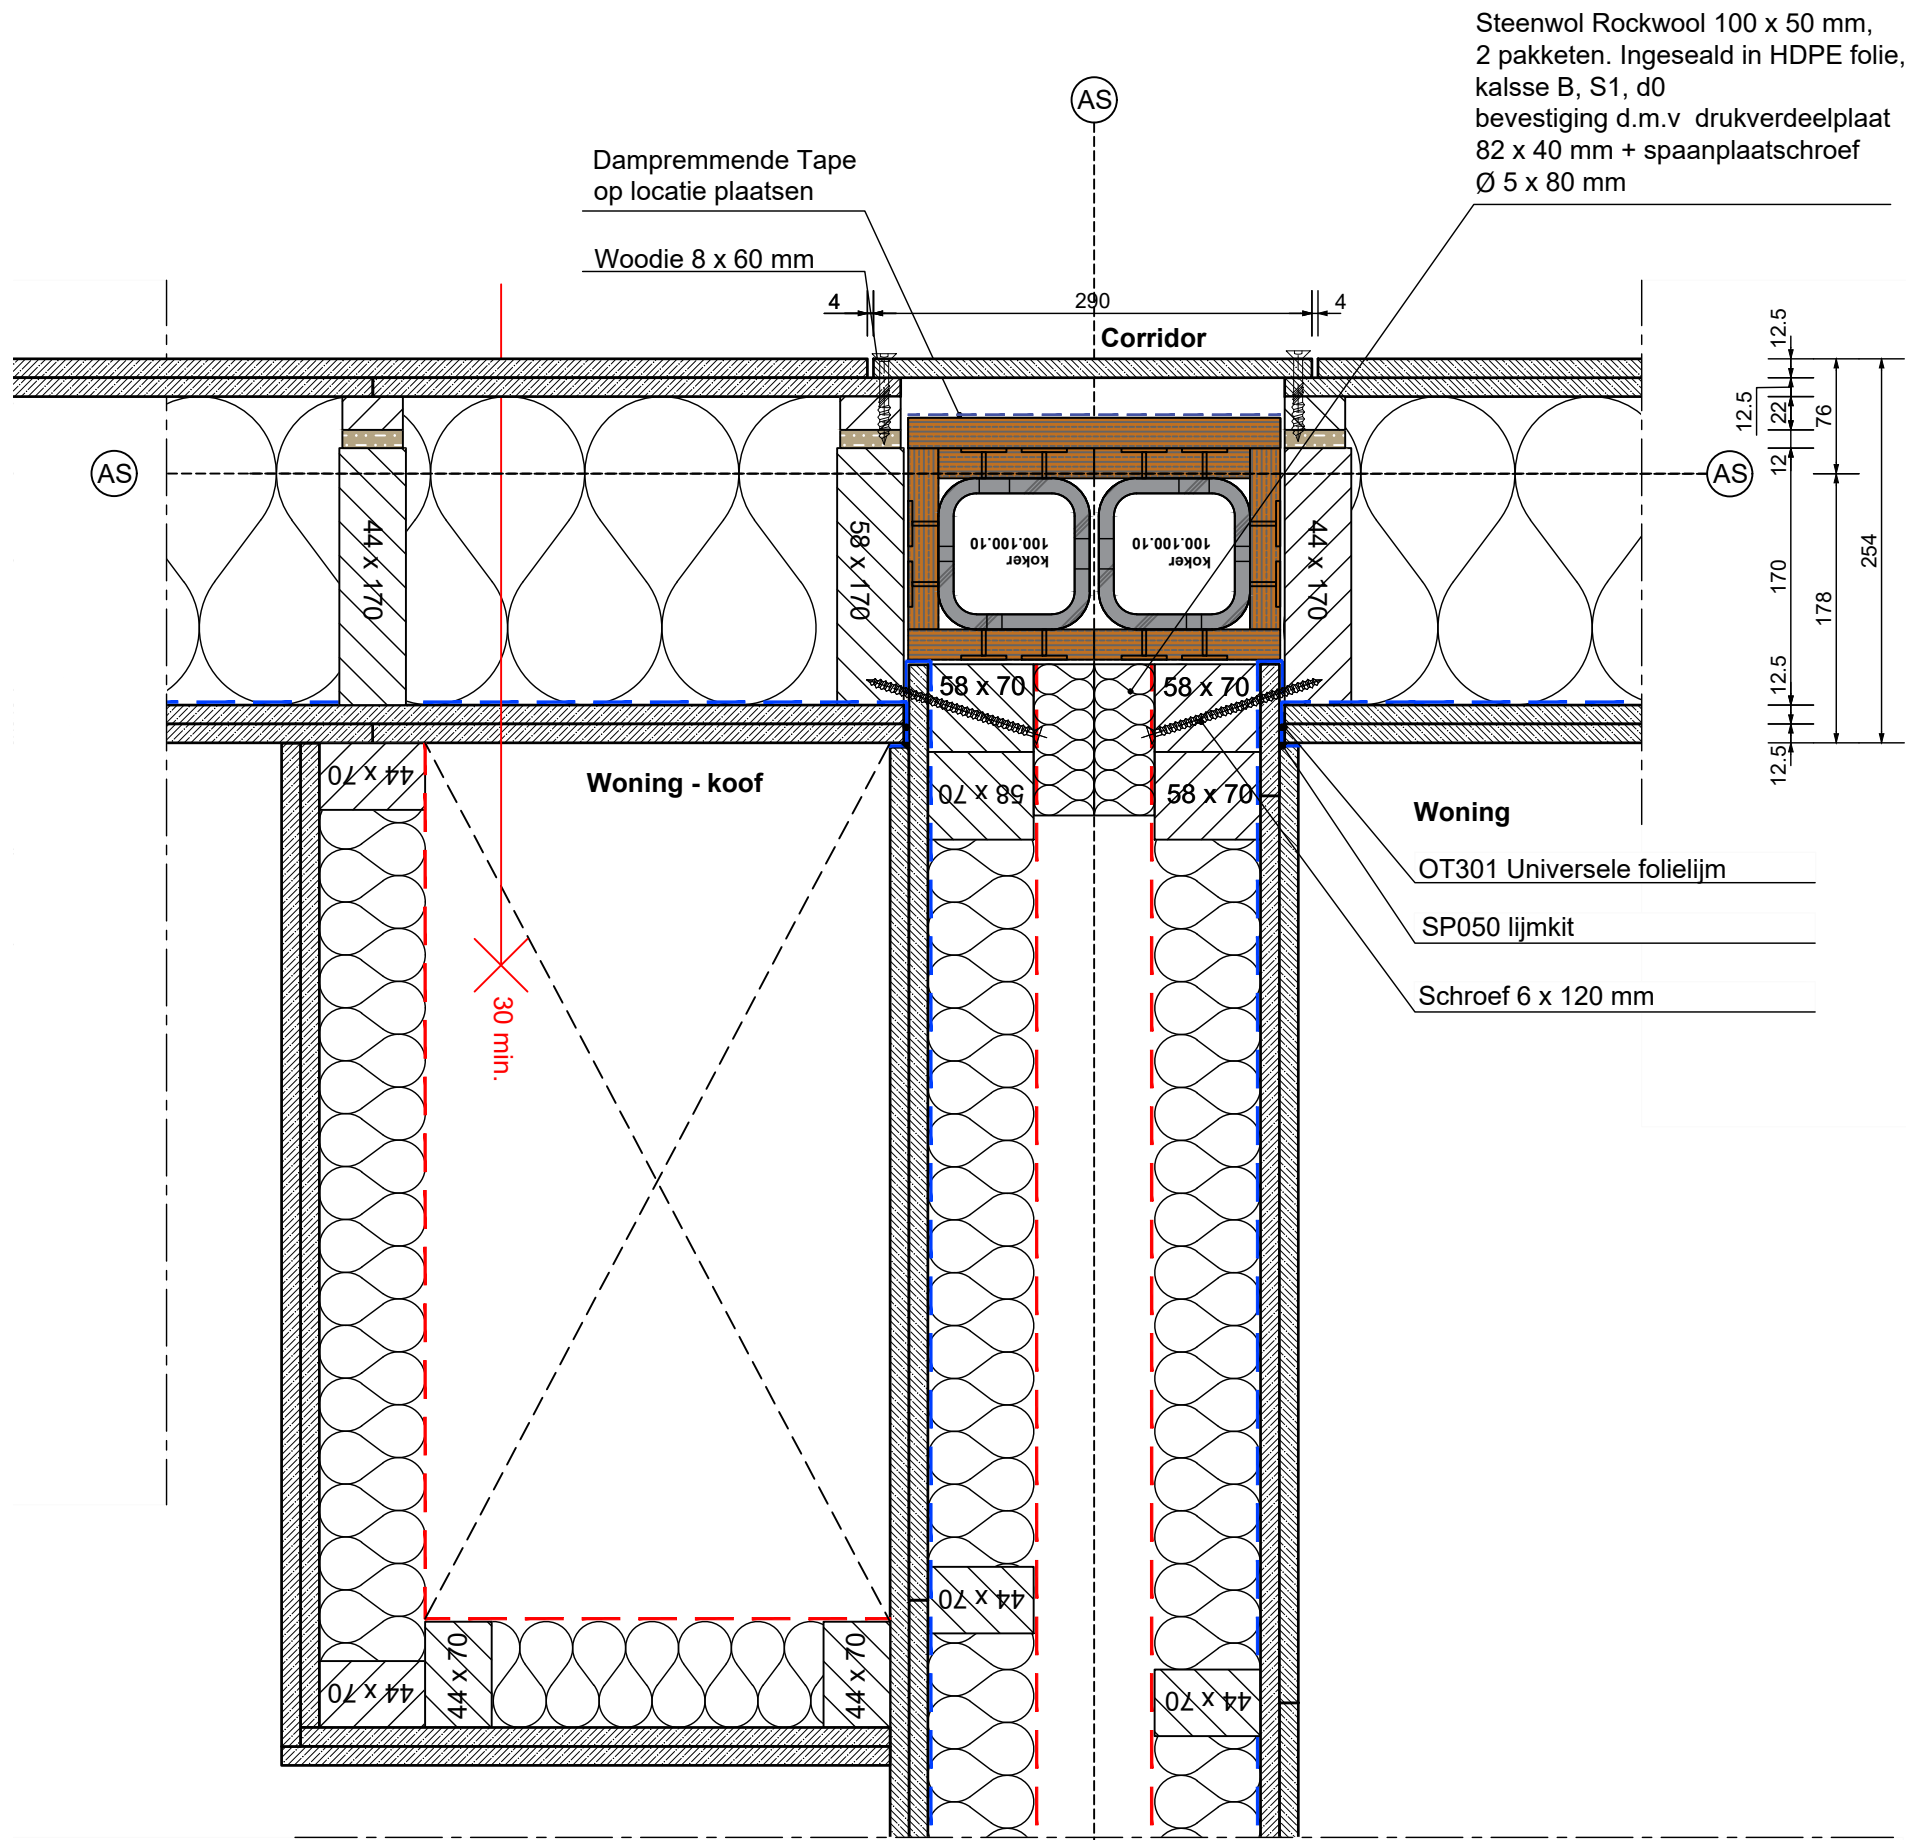 Steenwol Rockwool 100 x 50 mm,
2 pakketen. Ingeseald in HDPE folie,
kalsse B, S1, d0
bevestiging d.m.v drukverdeelplaat
82 x 40 mm + spaanplaatschroef
Ø 5 x 80 mm
AS
Dampremmende Tape
op locatie plaatsen
Woodie 8 x 60 mm
4
290
4
Corridor
12.5
12.5
22
76
12
254
170
178
12.5
12.5
AS
AS
44 x 170
58 x 170
koker
100.100.10
koker
100.100.10
44 x 170
58 x 70
58 x 70
44 x 70
Woning - koof
58 x 70
58 x 70
Woning
OT301 Universele folielijm
SP050 lijmkit
Schroef 6 x 120 mm
30 min.
44 x 70
44 x 70
44 x 70
44 x 70
44 x 70